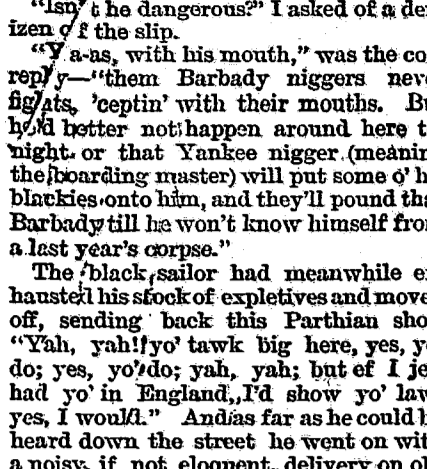 "Isn't he dangerous?" I asked of a de
izen of the slip.
"Y a-as, with his mouth," was the co
reply—"them Barbady niggers nev
fights, 'ceptin' with their mouths. B
he'd better not happen around here t
night. or that Yankee nigger (meanin
the boarding master) will put some o' h
blackies onto him, and they'll pound tha
Barbady till he won't know himself fro
a last year's corpse."
The black sailor had meanwhile e
hausted his stock of expletives and move
off, sending back this Parthian sho
"Yah, yah! yo' tawk big here, yes, y
do; yes, yo' do; yah, yah; but ef I je
had yo' in England, I'd show yo' law
yes, I would." And as far as he could b
heard down the street he went on wit
a noisy, if not eloquent, delivery on ol